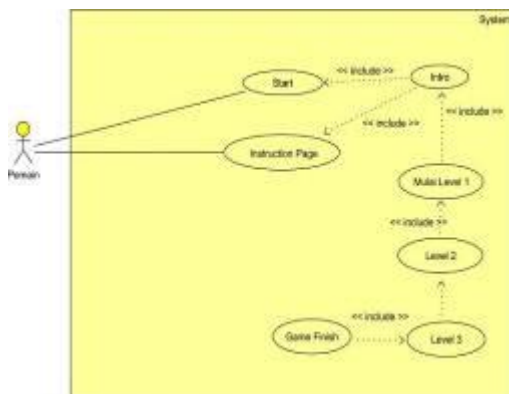 System
<< include >>
Intro
Start
<< include >>
<< include >>
Instruction Page
Pemain
Mulai Level 1
<< include >>
Level 2
<< include >>
Game Finish
Level 3